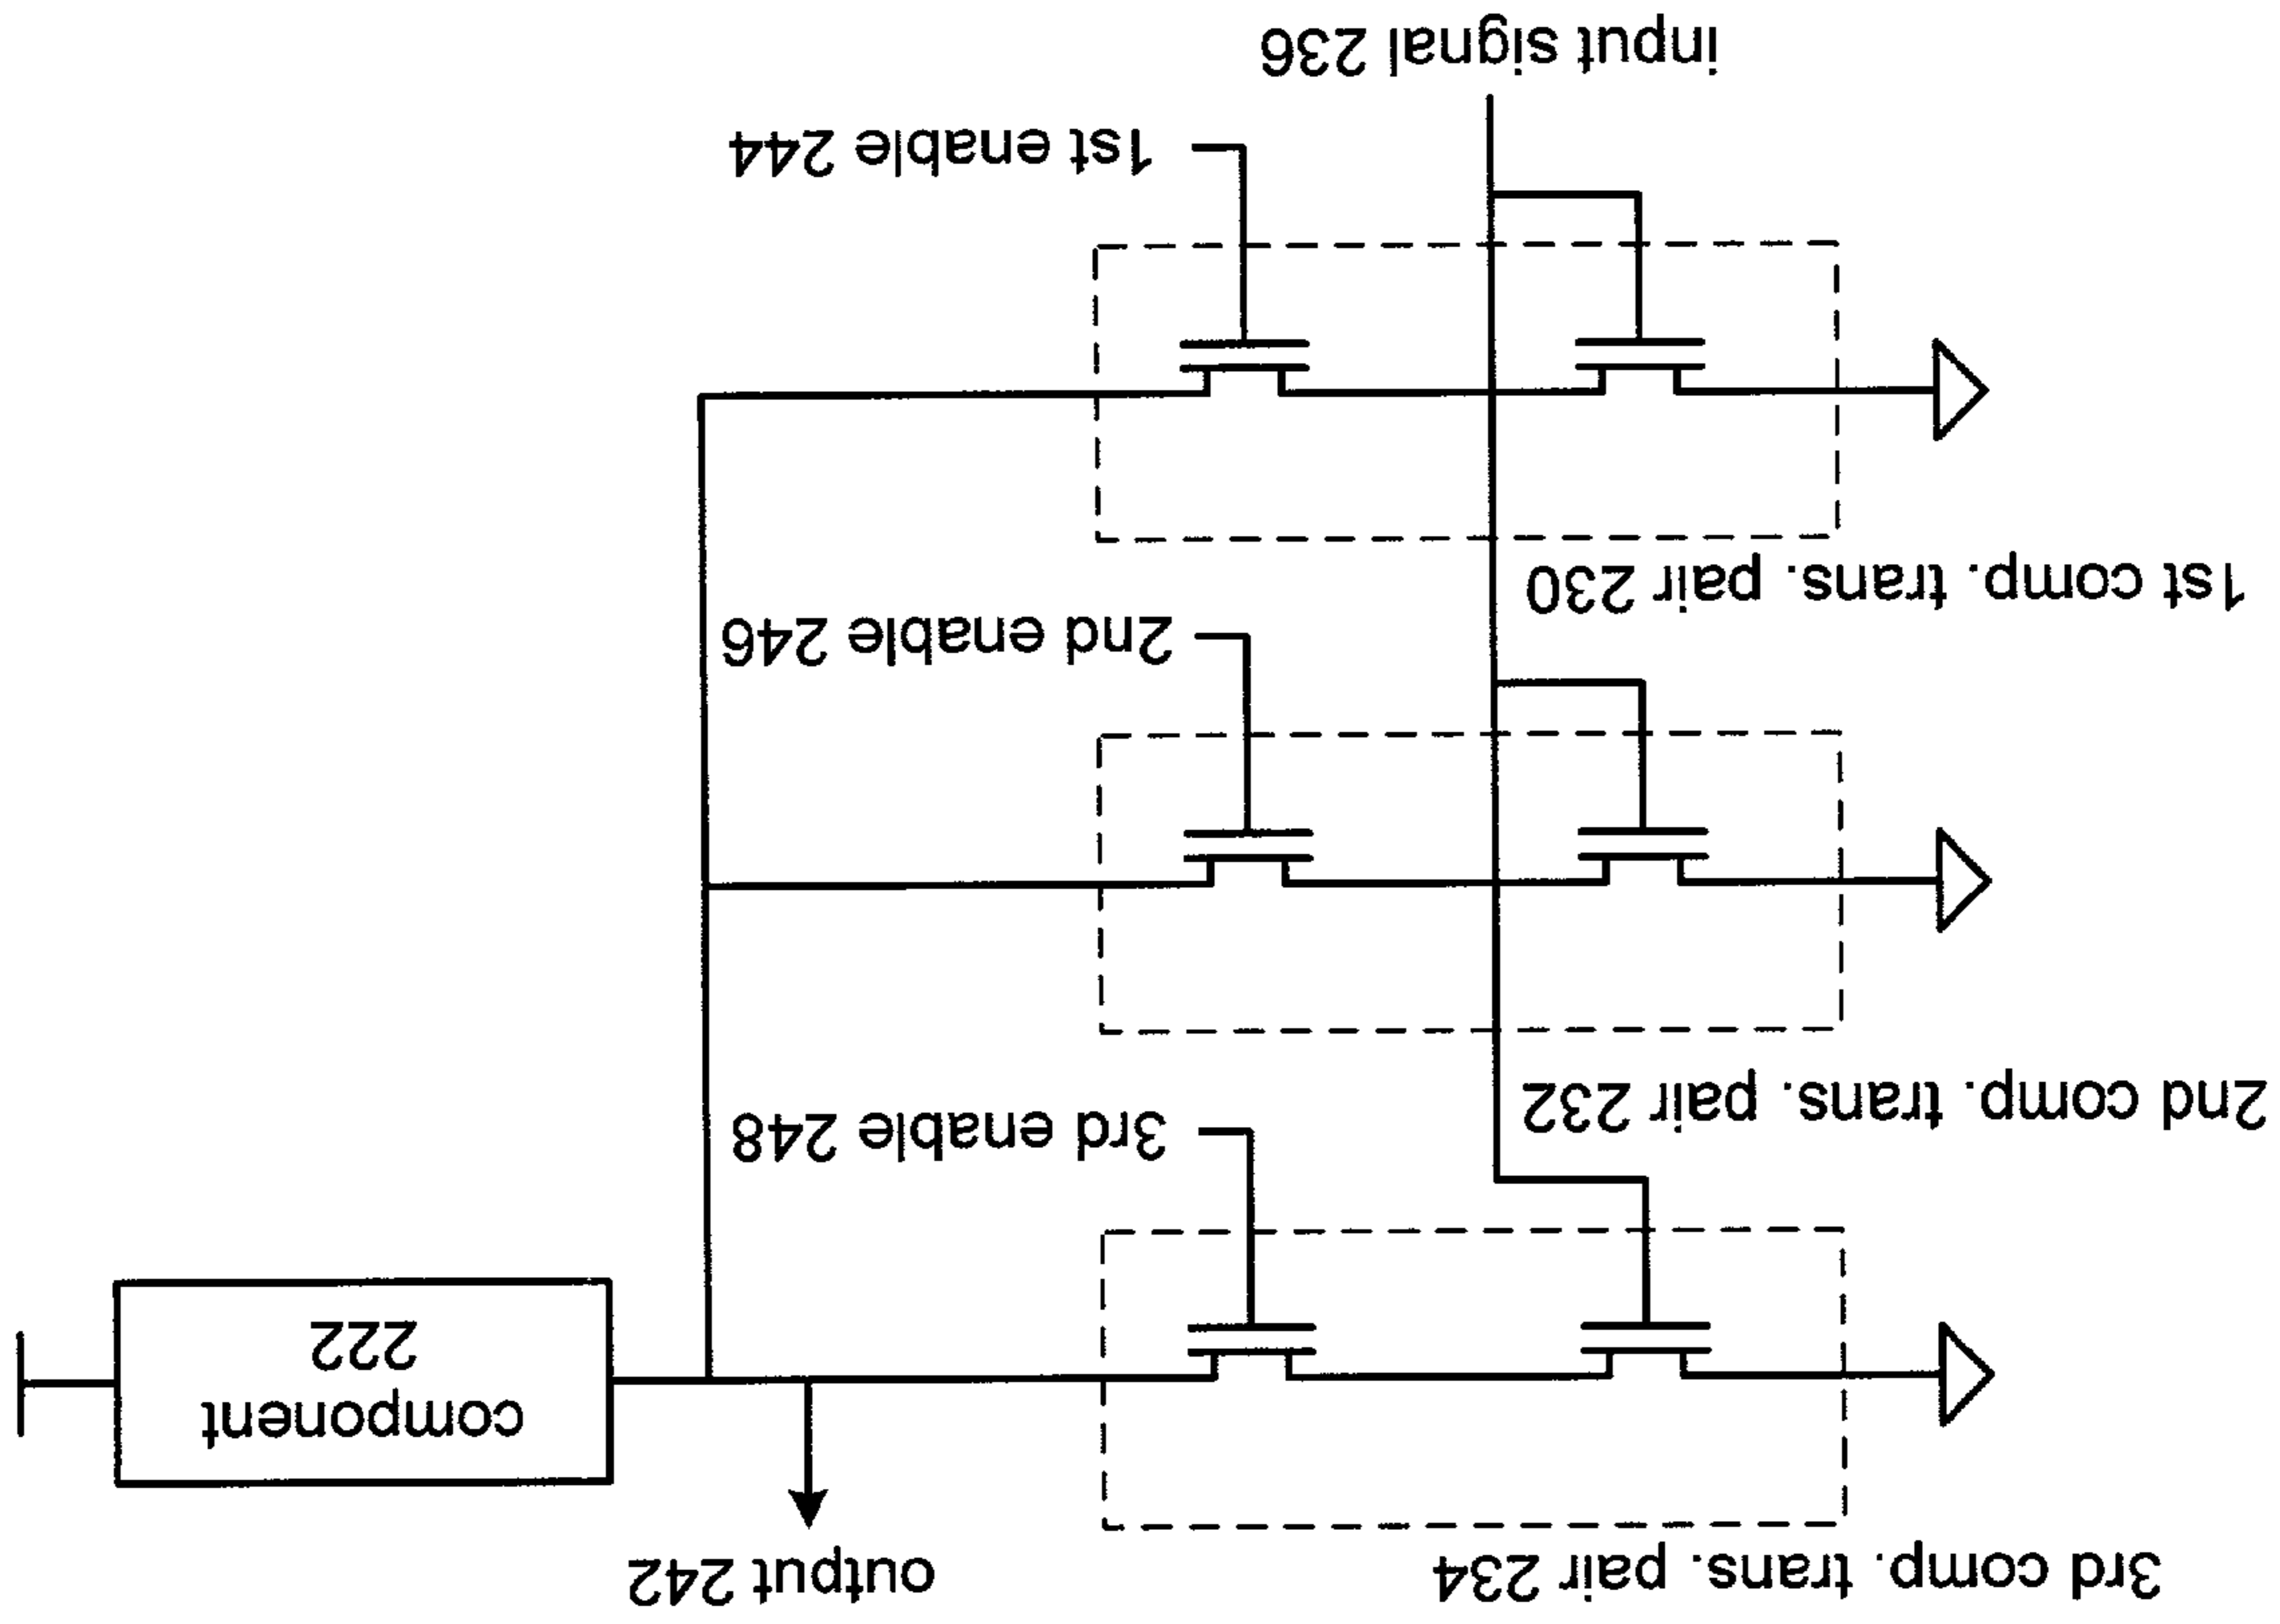 3rd comp. trans. pair 234
output 242
component
222
3rd enable 248
2nd comp. trans. pair 232
2nd enable 246
1st comp. trans. pair 230
1st enable 244
input signal 236